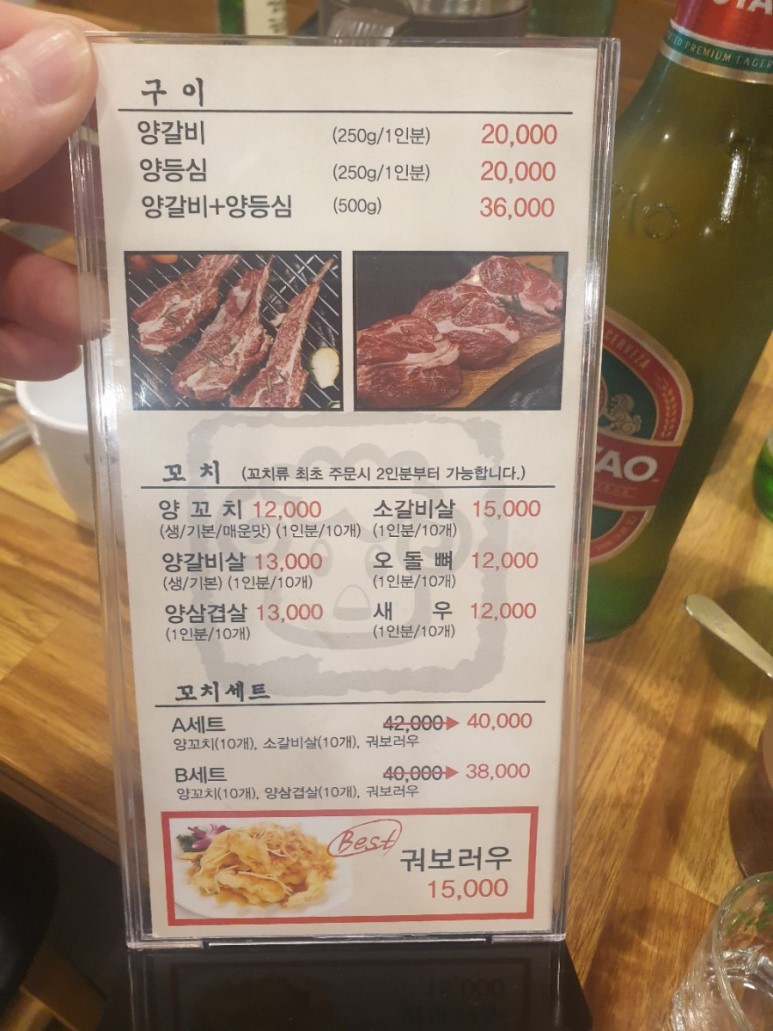 구이
양갈비 (250g/1인분) 20,000
양등심 (250g/1인분) 20,000
양갈비+양등심 (500g) 36,000
꼬치 (꼬치류 최초 주문시 2인분부터 가능합니다.)
양 꼬 치 12,000 소갈비살 15,000
(생/기본/매운맛) (1인분/10개) (1인분/10개)
양갈비살 13,000 오 돌 뼈 12,000
(생/기본) (1인분/10개) (1인분/10개)
양삼겹살 13,000 새 우 12,000
(1인분/10개) (1인분/10개)
꼬치세트
A세트 42,000 40,000
양꼬치(10개), 소갈비살(10개), 궈보러우
B세트 40,000 38,000
양꼬치(10개), 양삼겹살(10개), 궈보러우
Best
궈보러우
15,000
PREMIUM LAGER
CERVEZA
AO